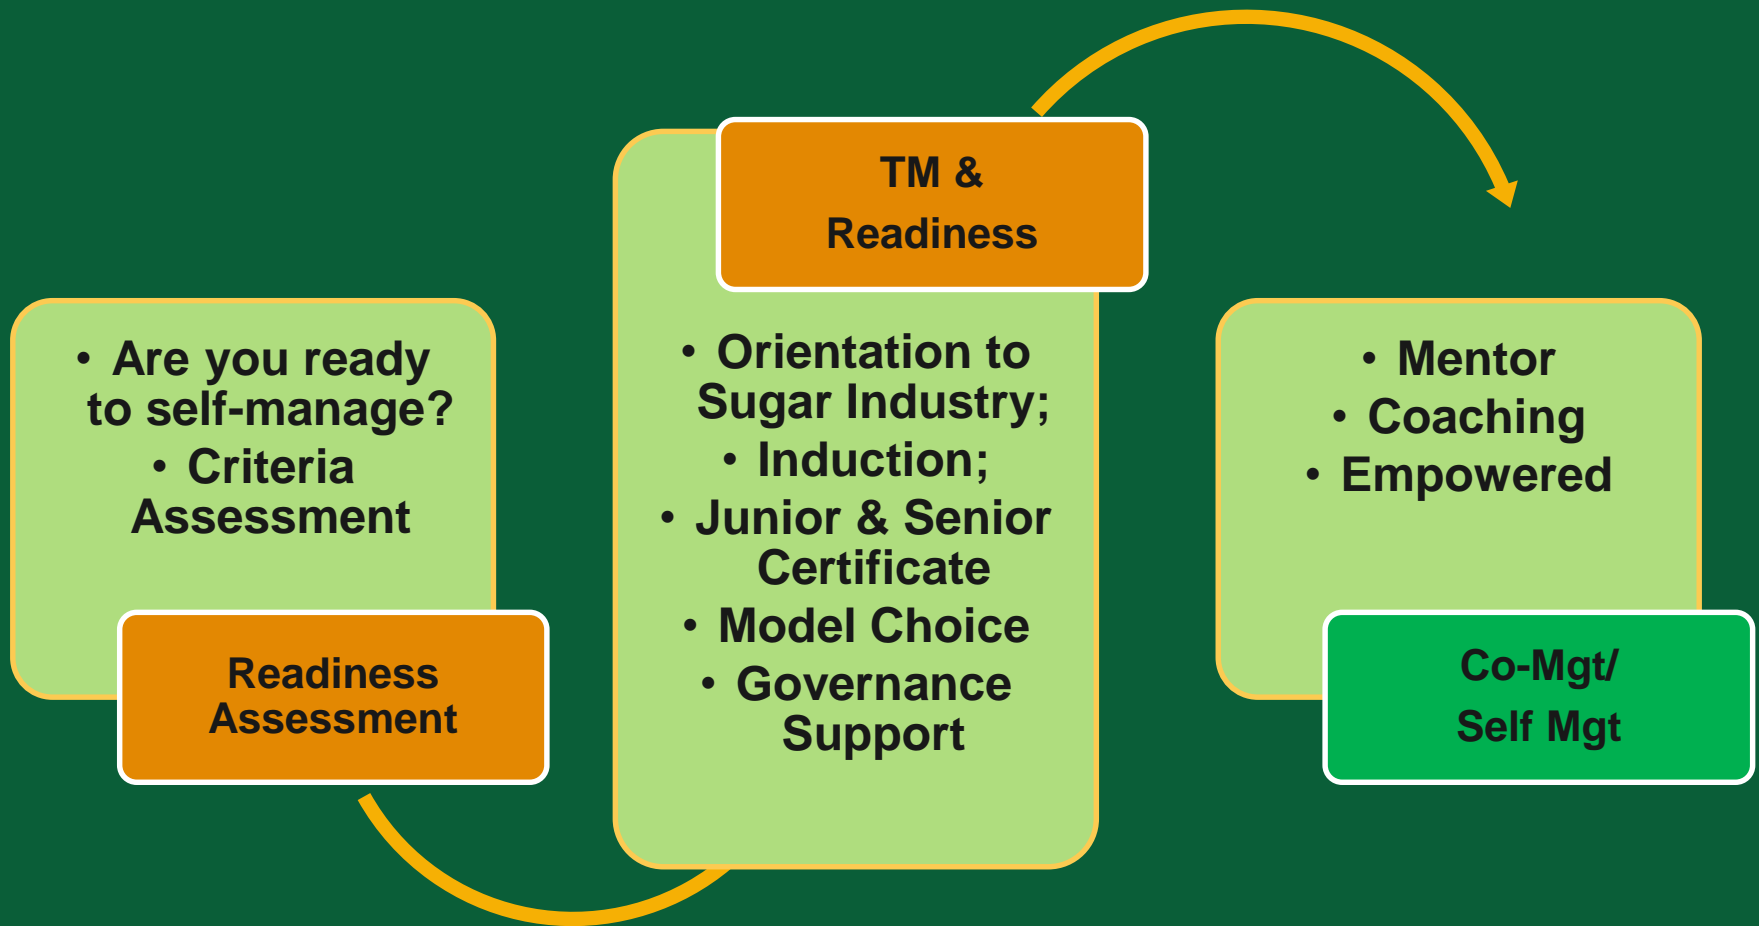 • Are you ready
to self-manage?
• Criteria
Assessment
Readiness
Assessment
TM &
Readiness
• Orientation to
Sugar Industry;
• Induction;
• Junior & Senior
Certificate
• Model Choice
• Governance
Support
• Mentor
• Coaching
• Empowered
Co-Mgt/
Self Mgt